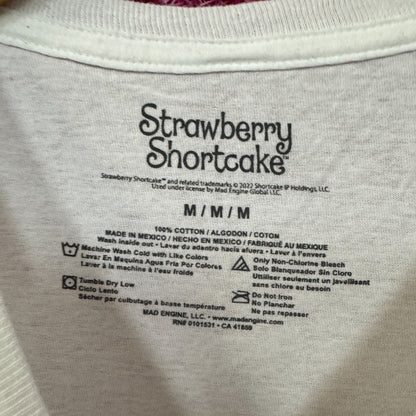 Strawberry
Shortcake™
Strawberry Shortcake™ and related trademarks © 2022 Shortcake IP Holdings, LLC.
Used under license by Mad Engine Global LLC.
M / M / M
100% COTTON / ALGODON / COTON
MADE IN MEXICO / HECHO EN MEXICO / FABRIQUÉ AU MEXIQUE
Wash inside out • Lavar du adentro hacia afuera • Laver à l'envers
Machine Wash Cold with Like Colors
Lavar En Mequina Agua Fria Por Colores
Laver à la machine à l'eau froide
Only Non-Chlorine Bleech
Solo Blanqueador Sin Cloro
Utiliser seulement un javellisant
sans chlore au besoin
Tumble Dry Low
Ciclo Lento
Sécher par culbutage à basse température
Do Not Iron
No Planchar
Ne pas repasser
MAD ENGINE, LLC. • www.madengine.com
RN# 0101531 • CA 41850